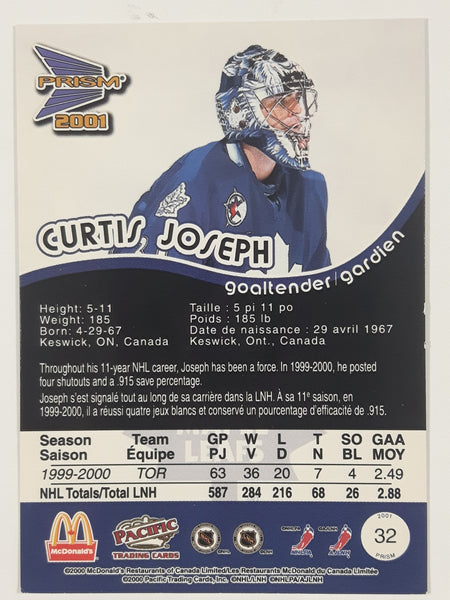 PRISM
2001
CURTIS JOSEPH
goaltender/gardien
Height: 5-11
Weight: 185
Born: 4-29-67
Keswick, ON, Canada
Taille : 5 pi 11 po
Poids : 185 lb
Date de naissance : 29 avril 1967
Keswick, Ont., Canada
Throughout his 11-year NHL career, Joseph has been a force. In 1999-2000, he posted
four shutouts and a .915 save percentage.
Joseph s'est signalé tout au long de sa carrière dans la LNH. À sa 11e saison, en
1999-2000, il a réussi quatre jeux blancs et conservé un pourcentage d'efficacité de .915.
LEAFS
Season Team GP W L T SO GAA
Saison Équipe PJ V D N BL MOY
1999-2000 TOR 63 36 20 7 4 2.49
NHL Totals/Total LNH 587 284 216 68 26 2.88
McDonald's
PACIFIC
TRADING CARDS
2001
32
PRISM
©2000 McDonald's Restaurants of Canada Limited/Les Restaurants McDonald du Canada Limitée
©2000 Pacific Trading Cards, Inc. ©NHL/LNH ©NHLPA/AJLNH